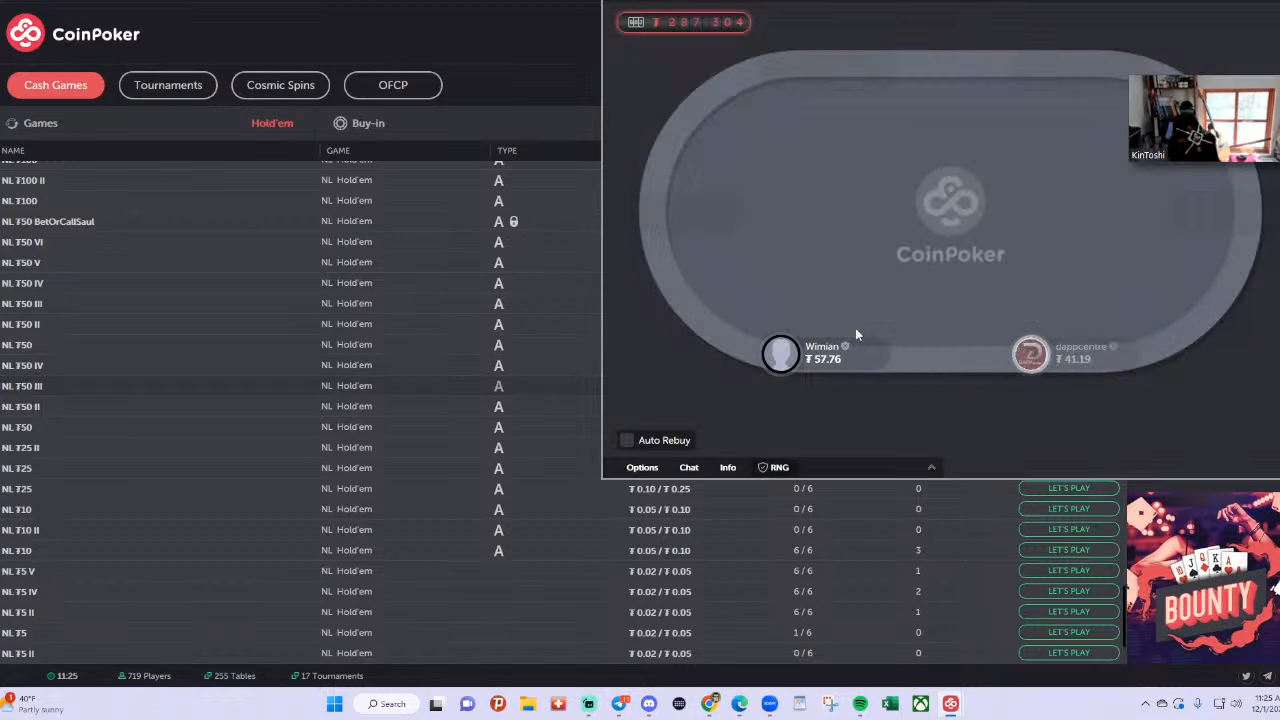 CoinPoker
₮ 287 304
Cash Games Tournaments Cosmic Spins OFCP
Games Hold'em Buy-in
NAME GAME TYPE
NL ₮100 NL Hold'em A
NL ₮100 II NL Hold'em A
NL ₮100 NL Hold'em A
NL ₮50 BetOrCallSaul NL Hold'em A
NL ₮50 VI NL Hold'em A
NL ₮50 V NL Hold'em A
NL ₮50 IV NL Hold'em A
NL ₮50 III NL Hold'em A
NL ₮50 II NL Hold'em A
NL ₮50 NL Hold'em A
NL ₮50 IV NL Hold'em A
NL ₮50 III NL Hold'em A
NL ₮50 II NL Hold'em A
NL ₮50 NL Hold'em A
NL ₮25 II NL Hold'em A
NL ₮25 NL Hold'em A
NL ₮25 NL Hold'em A ₮ 0.10 / ₮ 0.25 0 / 6 0 LET'S PLAY
NL ₮10 NL Hold'em A ₮ 0.05 / ₮ 0.10 0 / 6 0 LET'S PLAY
NL ₮10 II NL Hold'em A ₮ 0.05 / ₮ 0.10 0 / 6 0 LET'S PLAY
NL ₮10 NL Hold'em A ₮ 0.05 / ₮ 0.10 6 / 6 3 LET'S PLAY
NL ₮5 V NL Hold'em ₮ 0.02 / ₮ 0.05 6 / 6 1 LET'S PLAY
NL ₮5 IV NL Hold'em ₮ 0.02 / ₮ 0.05 6 / 6 2 LET'S PLAY
NL ₮5 II NL Hold'em ₮ 0.02 / ₮ 0.05 6 / 6 1 LET'S PLAY
NL ₮5 NL Hold'em ₮ 0.02 / ₮ 0.05 1 / 6 0 LET'S PLAY
NL ₮5 II NL Hold'em ₮ 0.02 / ₮ 0.05 0 / 6 0 LET'S PLAY
CoinPoker
KinToshi
Wimian
₮ 57.76
dappcentre
₮ 41.19
Auto Rebuy
Options Chat Info RNG
J J Q K A
BOUNTY
11:25 719 Players 255 Tables 17 Tournaments
40°F
Partly sunny
Search
11:25 A
12/1/20